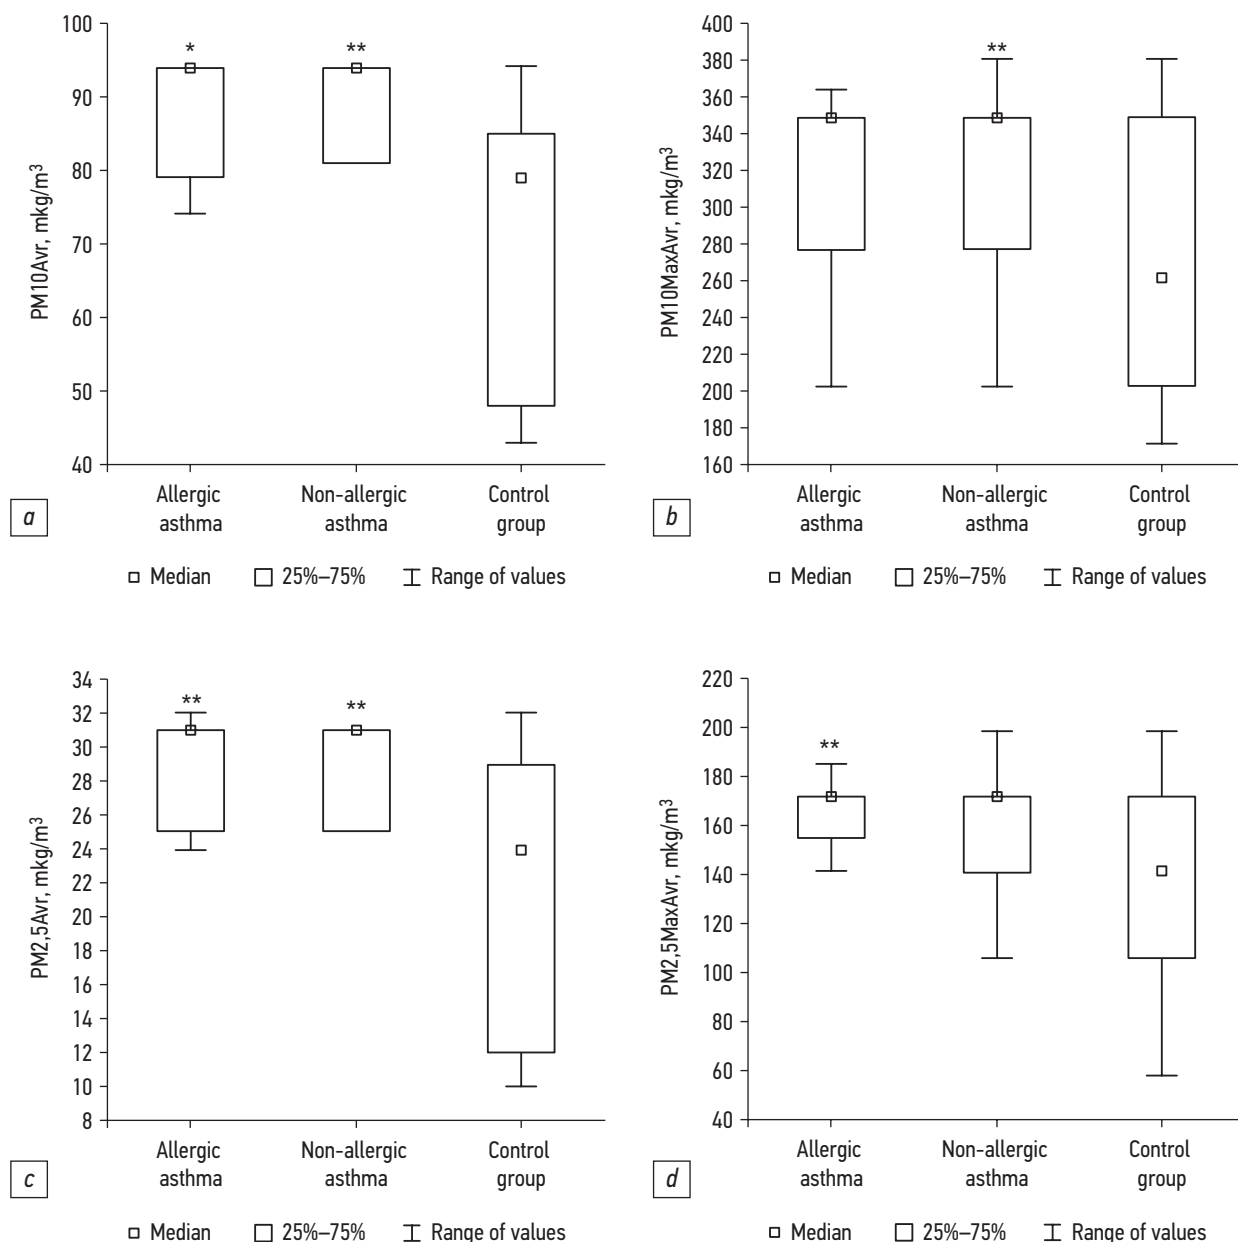 PM10Avr, mkg/m³
100
90
80
70
60
50
40
*
**
Allergic asthma
Non-allergic asthma
Control group
a
Median 25%–75% Range of values
PM10MaxAvr, mkg/m³
400
380
360
340
320
300
280
260
240
220
200
180
160
**
Allergic asthma
Non-allergic asthma
Control group
b
Median 25%–75% Range of values
PM2,5Avr, mkg/m³
34
32
30
28
26
24
22
20
18
16
14
12
10
8
**
**
Allergic asthma
Non-allergic asthma
Control group
c
Median 25%–75% Range of values
PM2,5MaxAvr, mkg/m³
220
200
180
160
140
120
100
80
60
40
**
Allergic asthma
Non-allergic asthma
Control group
d
Median 25%–75% Range of values